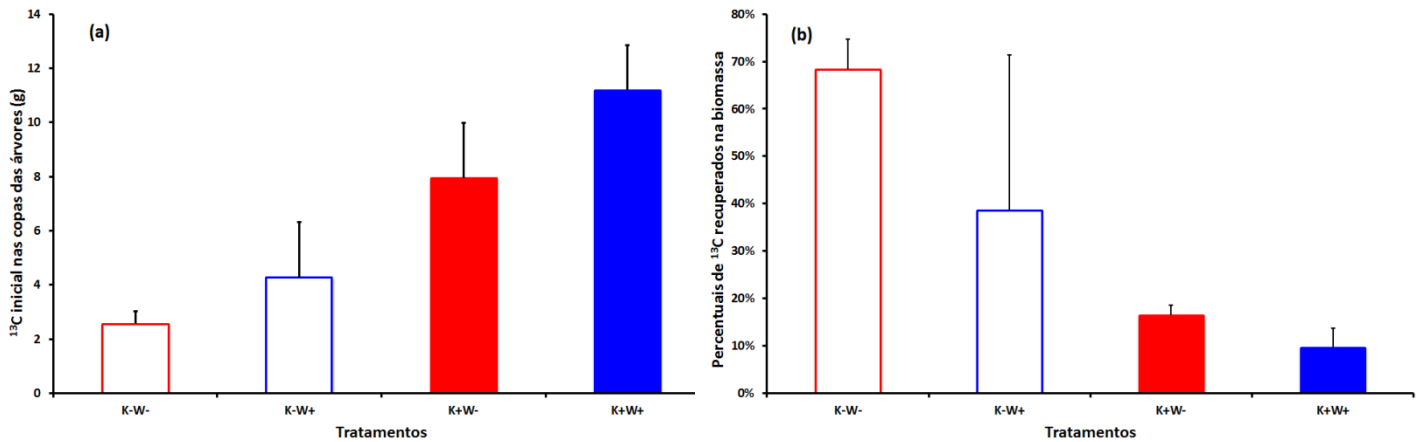 (a)
¹³C inicial nas copas das árvores (g)
14
12
10
8
6
4
2
0
K-W- K-W+ K+W- K+W+
Tratamentos
(b)
Percentuais de ¹³C recuperados na biomassa
80%
70%
60%
50%
40%
30%
20%
10%
0%
K-W- K-W+ K+W- K+W+
Tratamentos